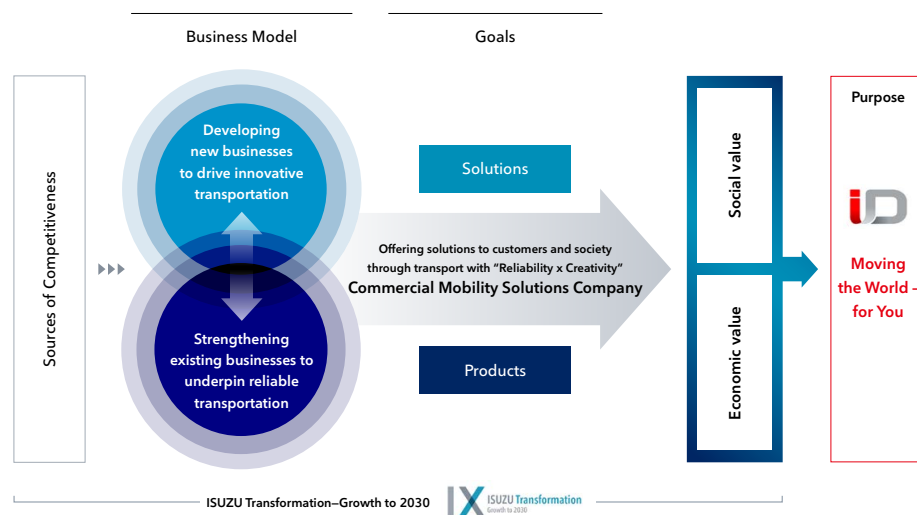 Business Model
Goals
Sources of Competitiveness
Developing
new businesses
to drive innovative
transportation
Strengthening
existing businesses to
underpin reliable
transportation
Solutions
Offering solutions to customers and society
through transport with “Reliability x Creativity”
Commercial Mobility Solutions Company
Products
Social value
Economic value
Purpose
iD
Moving
the World –
for You
ISUZU Transformation–Growth to 2030
IX
ISUZU Transformation
Growth to 2030